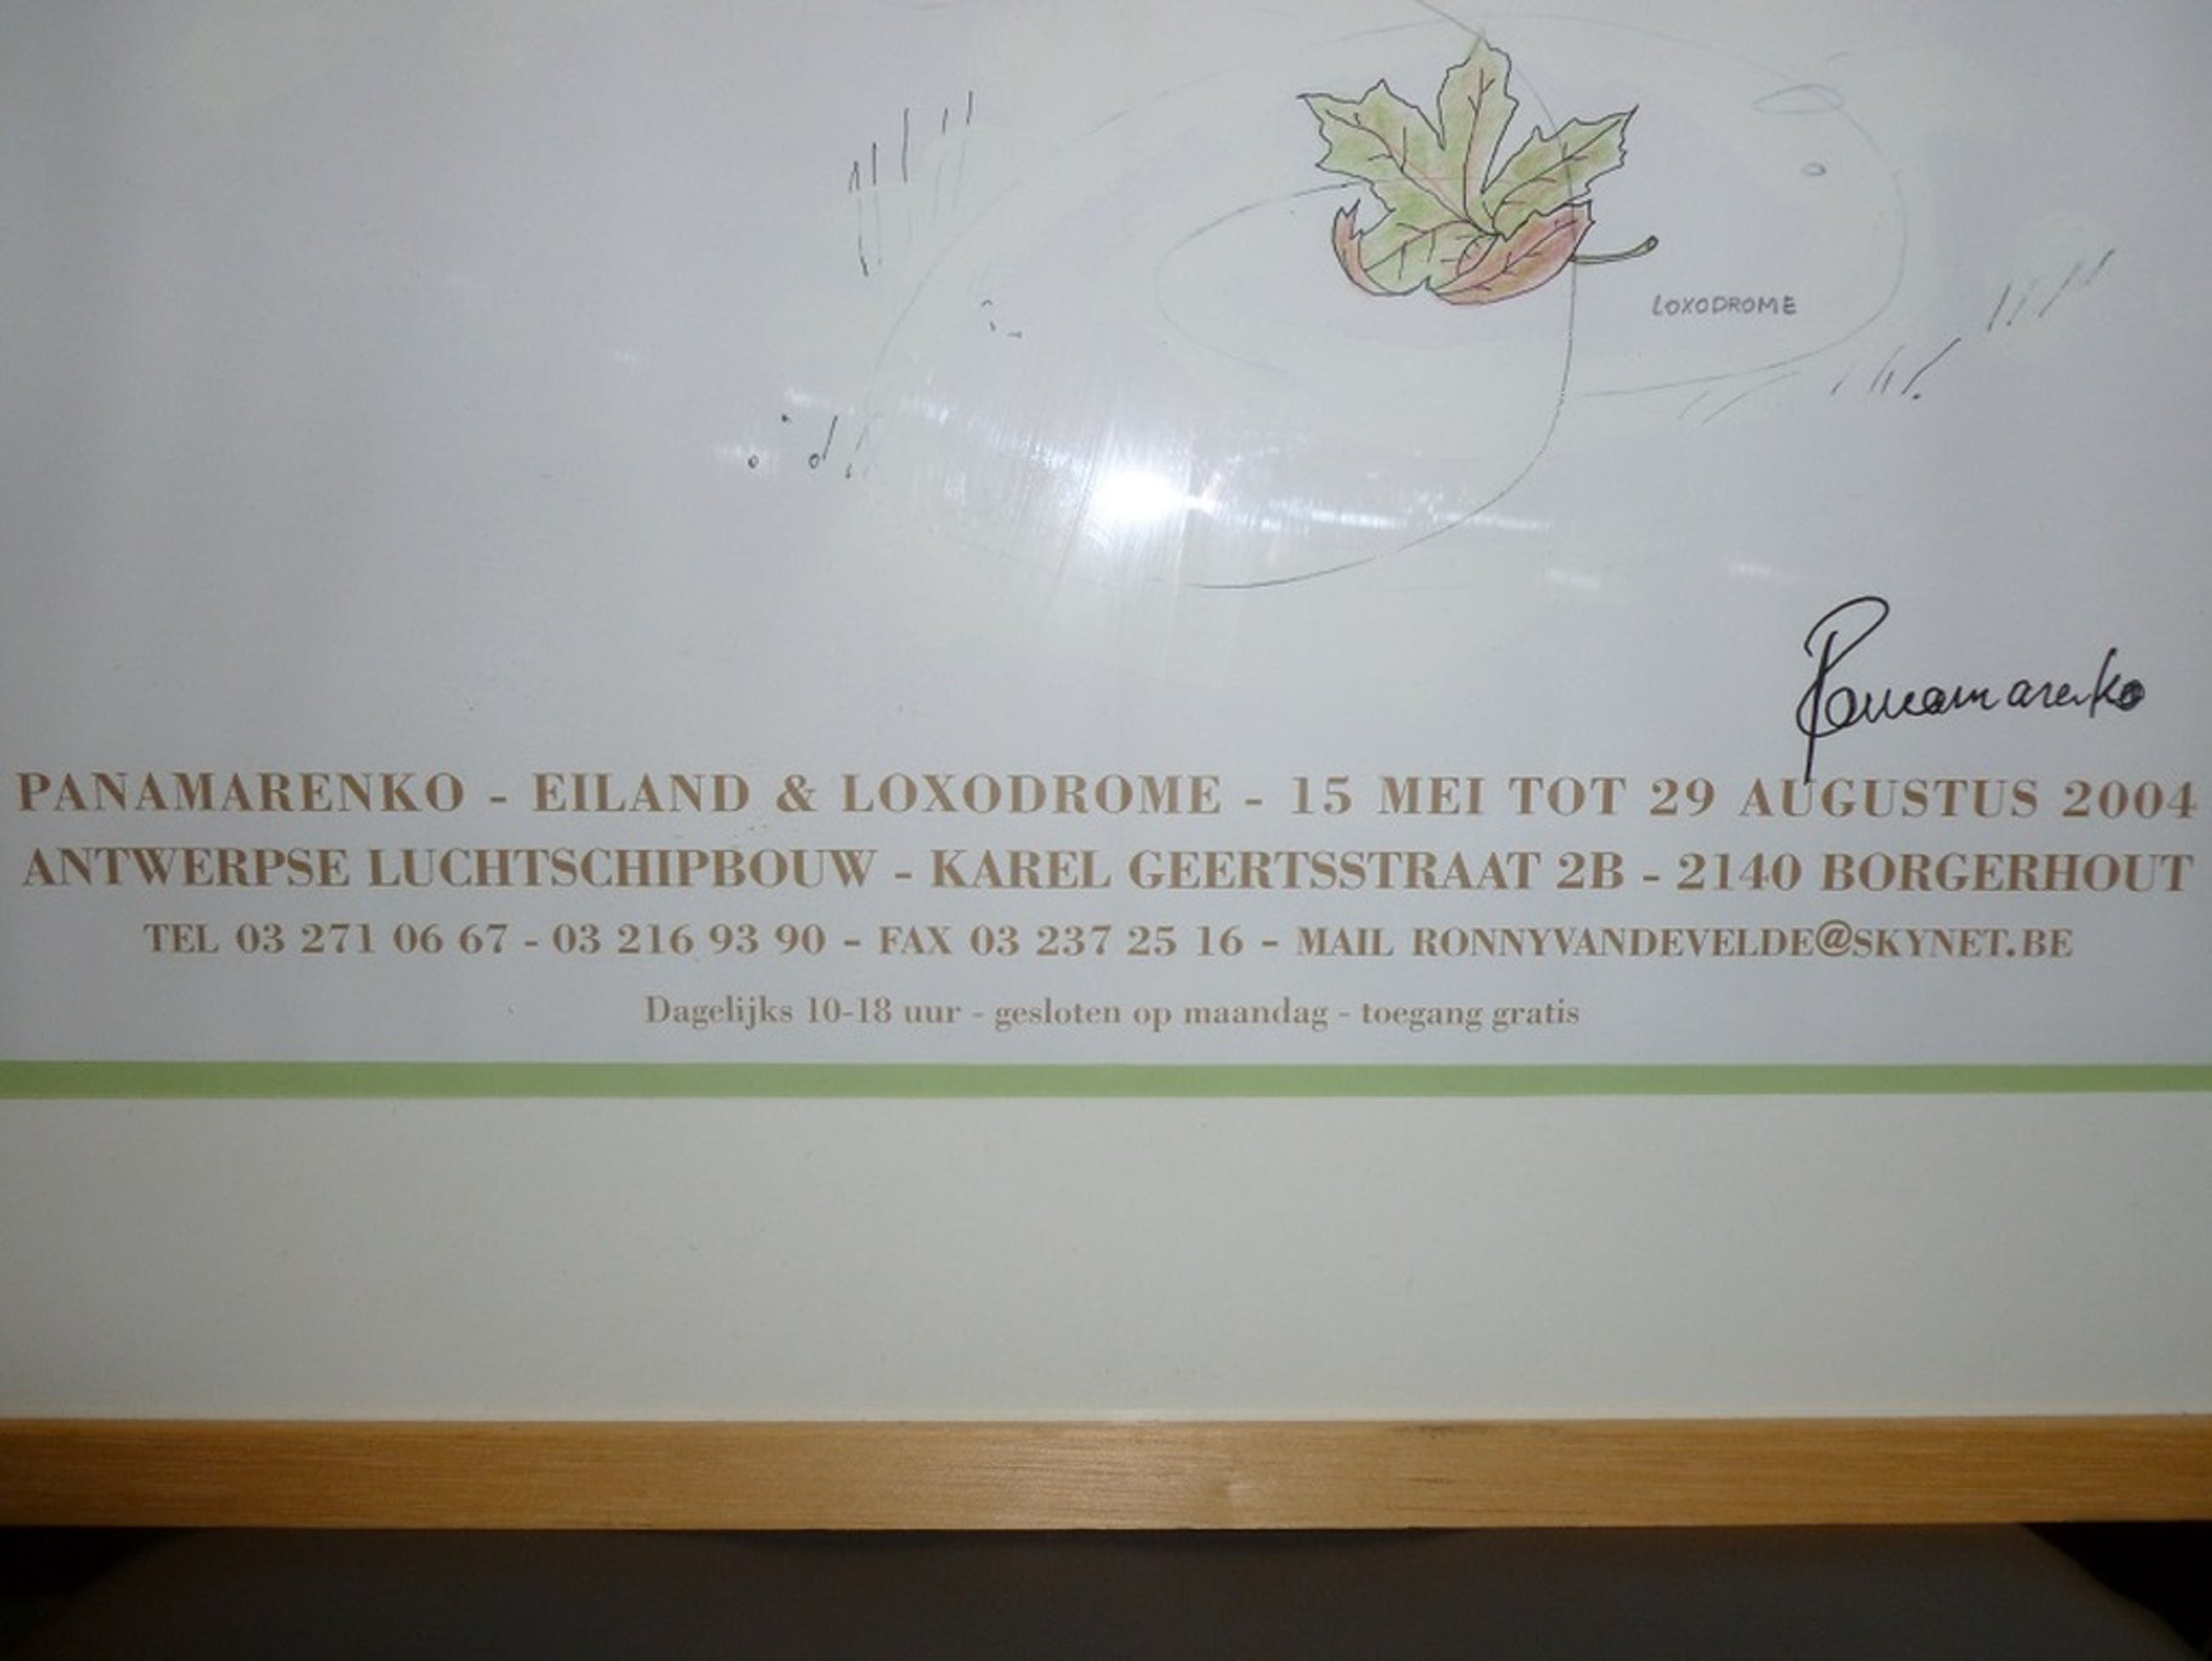 LOXODROME
Panamarenko
PANAMARENKO - EILAND & LOXODROME - 15 MEI TOT 29 AUGUSTUS 2004
ANTWERPSE LUCHTSCHIPBOUW - KAREL GEERTSSTRAAT 2B - 2140 BORGERHOUT
TEL 03 271 06 67 - 03 216 93 90 - FAX 03 237 25 16 - MAIL RONNYVANDEVELDE@SKYNET.BE
Dagelijks 10-18 uur - gesloten op maandag - toegang gratis